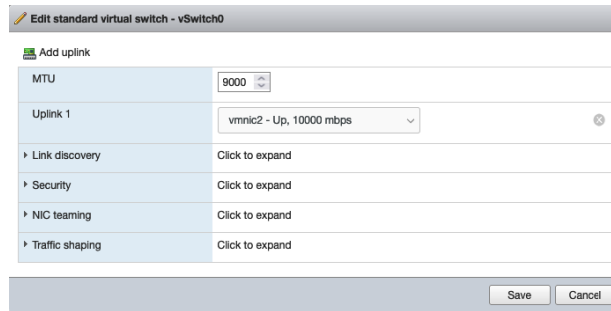 Edit standard virtual switch - vSwitch0
Add uplink
MTU 9000
Uplink 1 vmnic2 - Up, 10000 mbps
Link discovery Click to expand
Security Click to expand
NIC teaming Click to expand
Traffic shaping Click to expand
Save Cancel